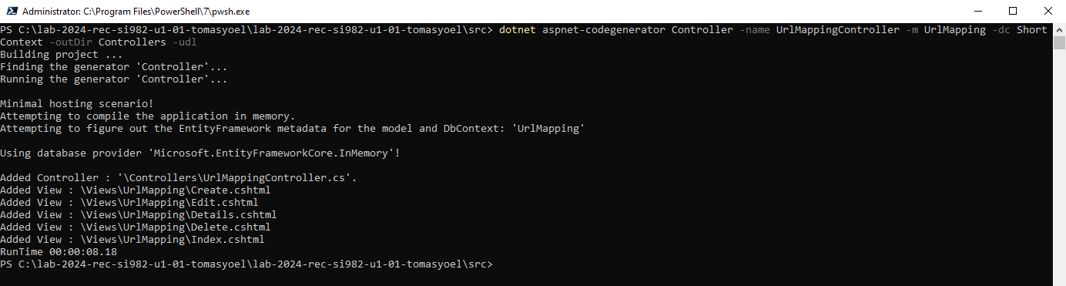 Administrator: C:\Program Files\PowerShell\7\pwsh.exe
PS C:\lab-2024-rec-si982-u1-01-tomasyoel\lab-2024-rec-si982-u1-01-tomasyoel\src> dotnet aspnet-codegenerator Controller -name UrlMappingController -m UrlMapping -dc Short
Context -outDir Controllers -udl
Building project ...
Finding the generator 'Controller'...
Running the generator 'Controller'...
Minimal hosting scenario!
Attempting to compile the application in memory.
Attempting to figure out the EntityFramework metadata for the model and DbContext: 'UrlMapping'
Using database provider 'Microsoft.EntityFrameworkCore.InMemory'!
Added Controller : '\Controllers\UrlMappingController.cs'.
Added View : \Views\UrlMapping\Create.cshtml
Added View : \Views\UrlMapping\Edit.cshtml
Added View : \Views\UrlMapping\Details.cshtml
Added View : \Views\UrlMapping\Delete.cshtml
Added View : \Views\UrlMapping\Index.cshtml
RunTime 00:00:08.18
PS C:\lab-2024-rec-si982-u1-01-tomasyoel\lab-2024-rec-si982-u1-01-tomasyoel\src>